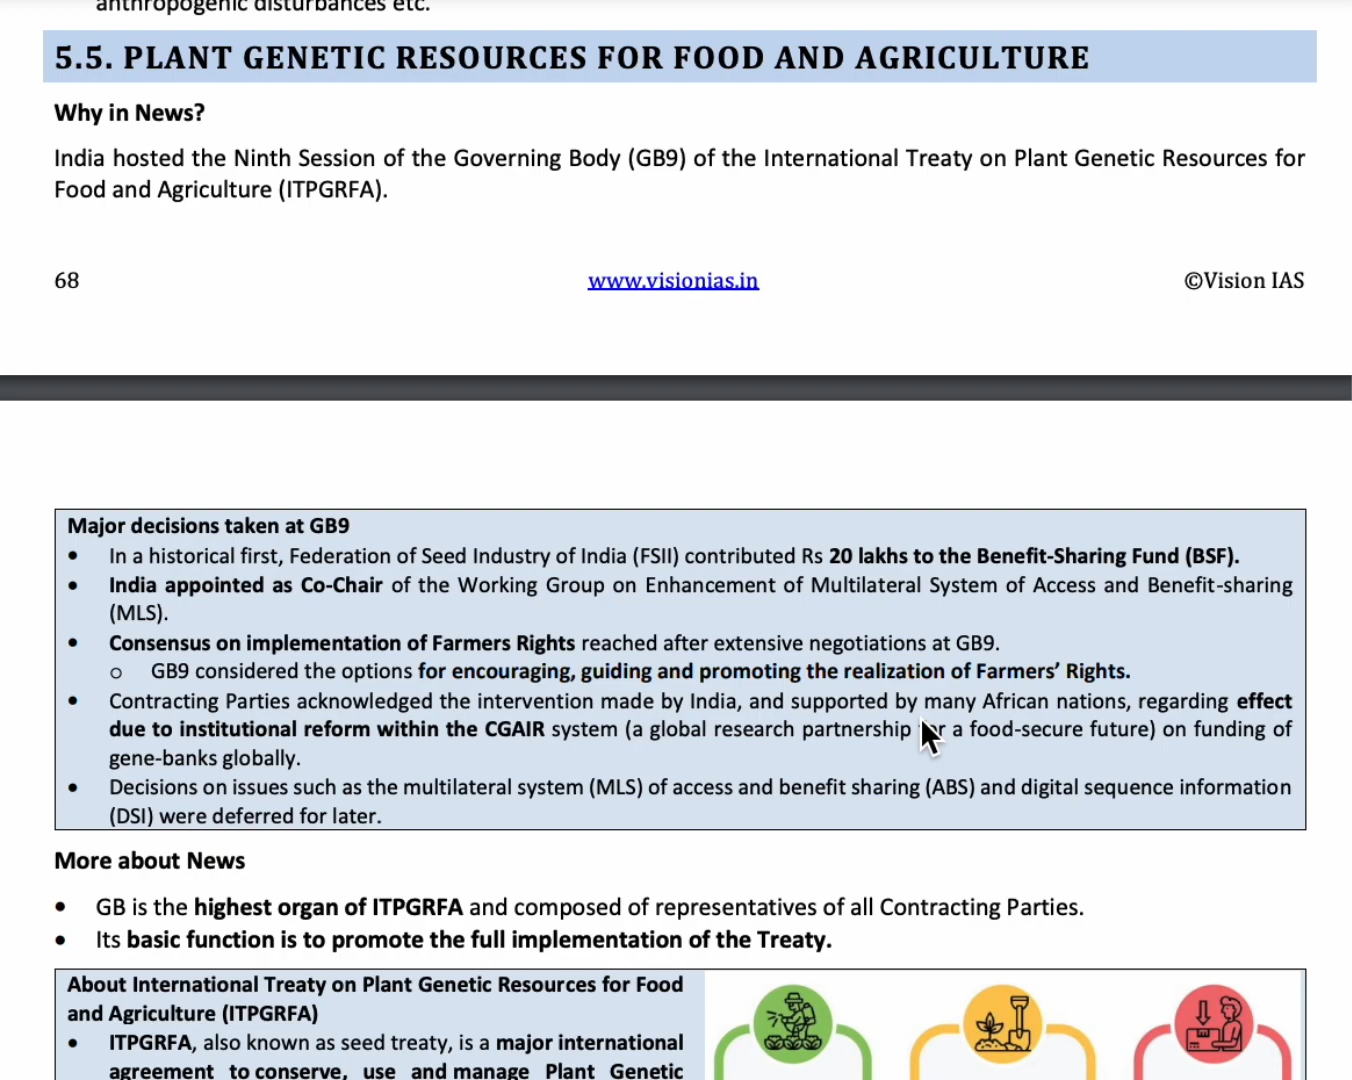 anthropogenic disturbances etc.
5.5. PLANT GENETIC RESOURCES FOR FOOD AND AGRICULTURE
Why in News?
India hosted the Ninth Session of the Governing Body (GB9) of the International Treaty on Plant Genetic Resources for
Food and Agriculture (ITPGRFA).
68 www.visionias.in ©Vision IAS
Major decisions taken at GB9
• In a historical first, Federation of Seed Industry of India (FSII) contributed Rs 20 lakhs to the Benefit-Sharing Fund (BSF).
• India appointed as Co-Chair of the Working Group on Enhancement of Multilateral System of Access and Benefit-sharing
(MLS).
• Consensus on implementation of Farmers Rights reached after extensive negotiations at GB9.
o GB9 considered the options for encouraging, guiding and promoting the realization of Farmers' Rights.
• Contracting Parties acknowledged the intervention made by India, and supported by many African nations, regarding effect
due to institutional reform within the CGAIR system (a global research partnership a food-secure future) on funding of
gene-banks globally.
• Decisions on issues such as the multilateral system (MLS) of access and benefit sharing (ABS) and digital sequence information
(DSI) were deferred for later.
More about News
• GB is the highest organ of ITPGRFA and composed of representatives of all Contracting Parties.
• Its basic function is to promote the full implementation of the Treaty.
About International Treaty on Plant Genetic Resources for Food
and Agriculture (ITPGRFA)
• ITPGRFA, also known as seed treaty, is a major international
agreement to conserve, use and manage Plant Genetic